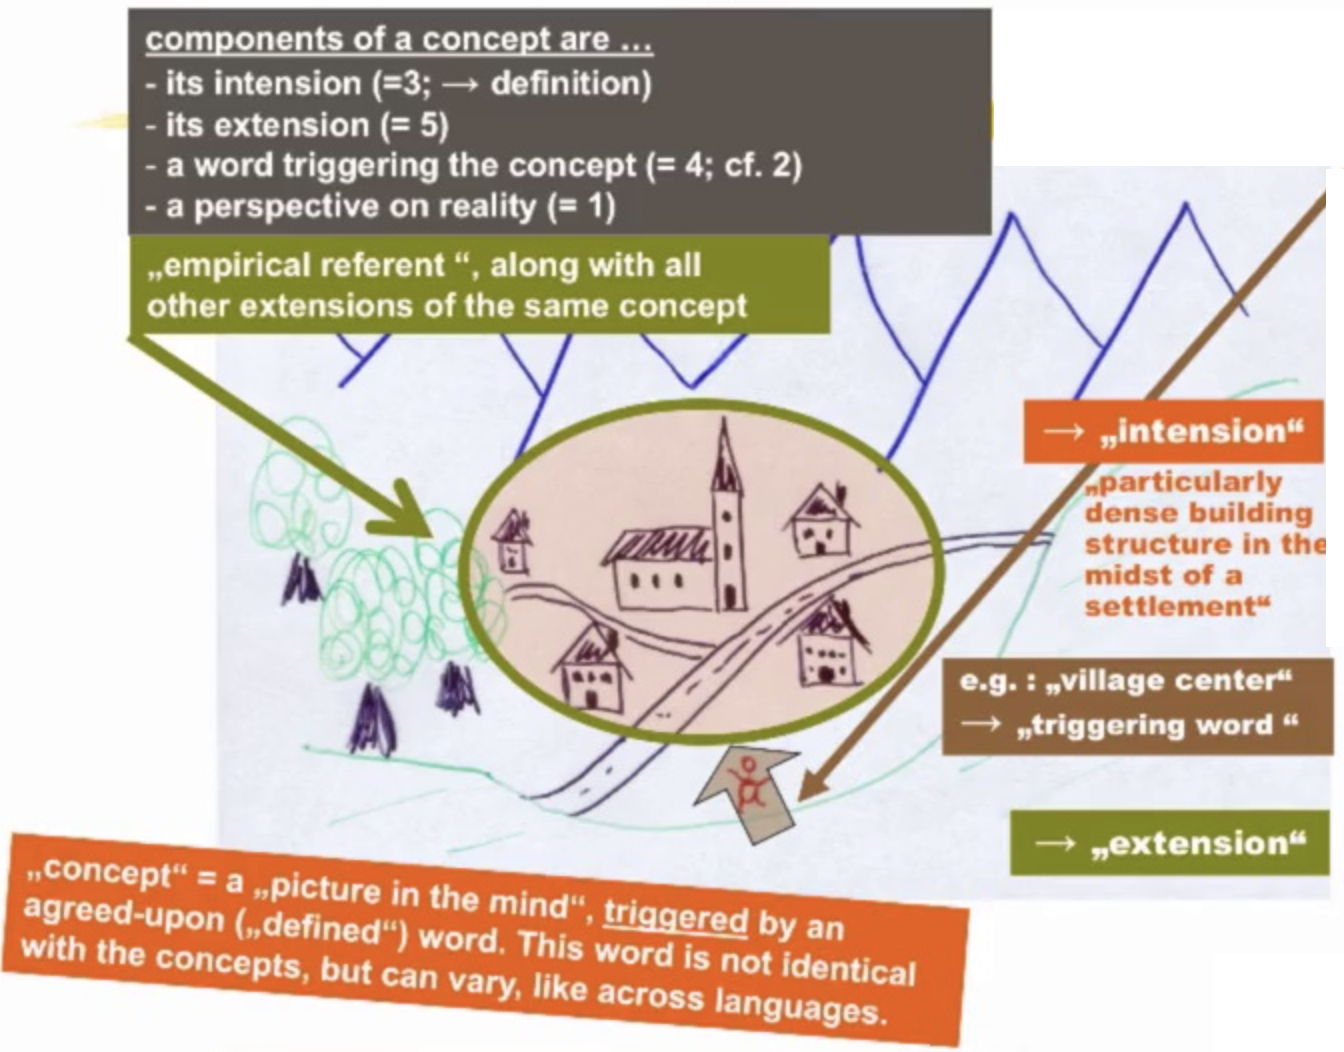 components of a concept are ...
- its intension (=3; → definition)
- its extension (= 5)
- a word triggering the concept (= 4; cf. 2)
- a perspective on reality (= 1)
„empirical referent “, along with all
other extensions of the same concept
→ „intension“
„particularly
dense building
structure in the
midst of a
settlement“
e.g. : „village center“
→ „triggering word “
→ „extension“
„concept“ = a „picture in the mind“, triggered by an
agreed-upon („defined“) word. This word is not identical
with the concepts, but can vary, like across languages.